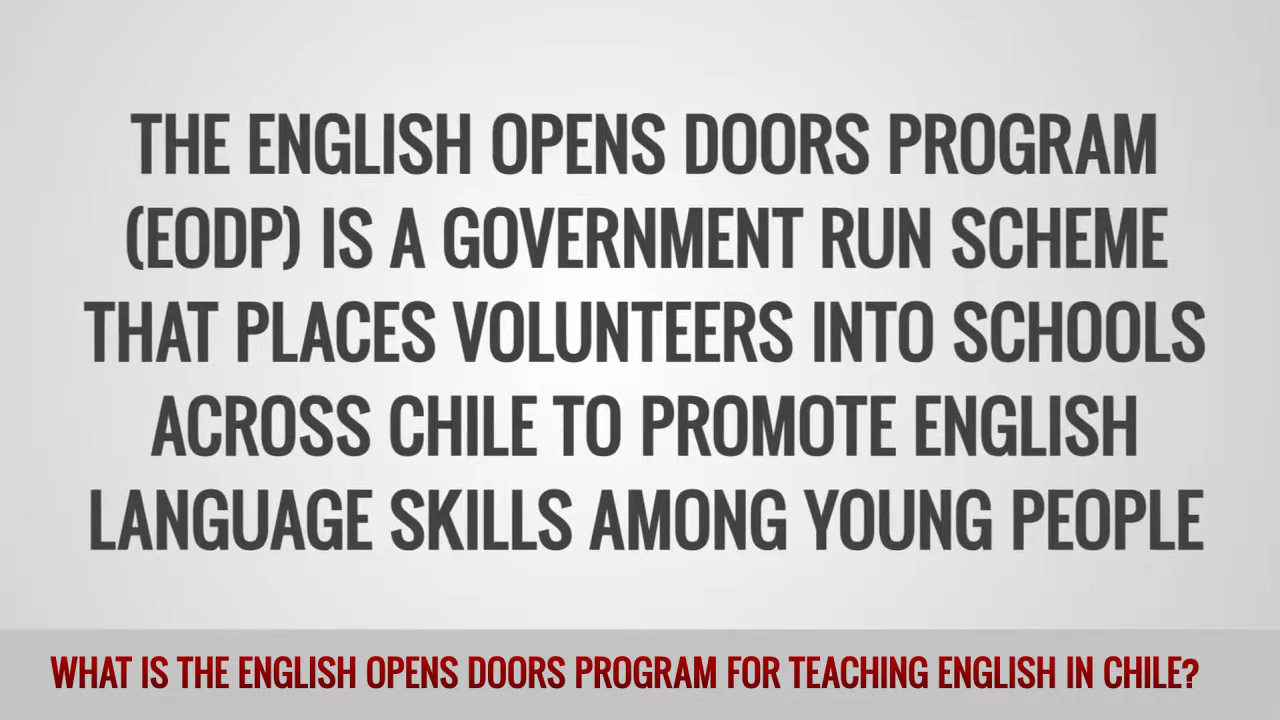 THE ENGLISH OPENS DOORS PROGRAM
(EODP) IS A GOVERNMENT RUN SCHEME
THAT PLACES VOLUNTEERS INTO SCHOOLS
ACROSS CHILE TO PROMOTE ENGLISH
LANGUAGE SKILLS AMONG YOUNG PEOPLE
WHAT IS THE ENGLISH OPENS DOORS PROGRAM FOR TEACHING ENGLISH IN CHILE?